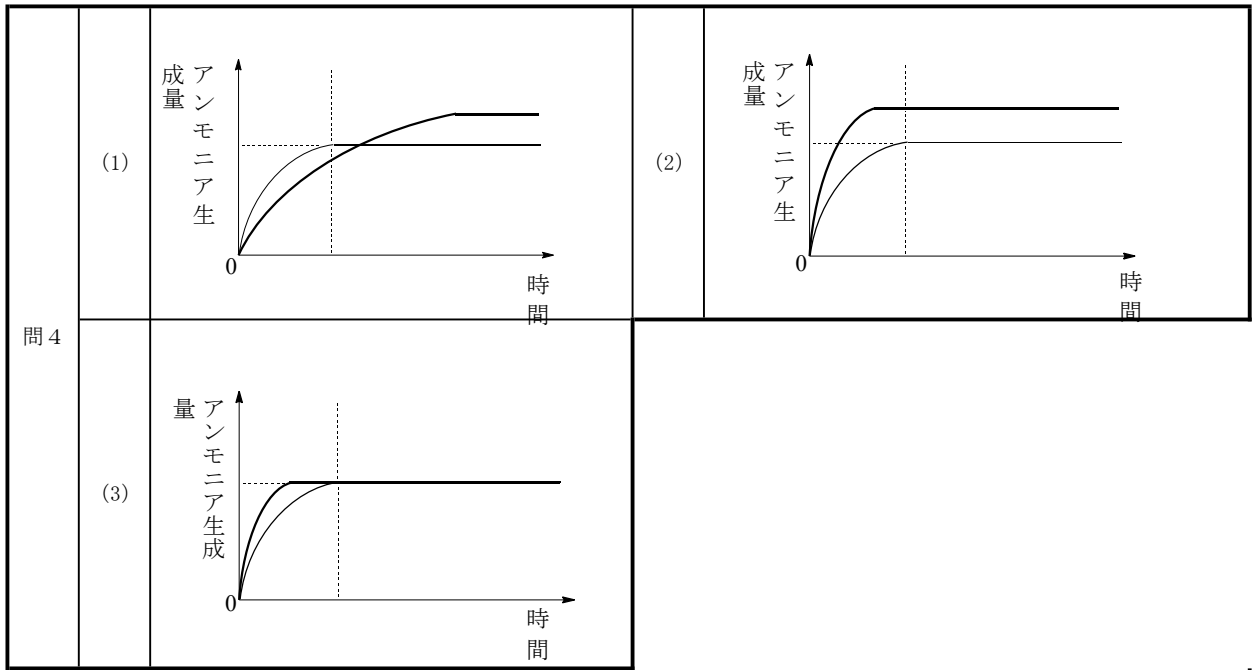 問４
(1)
アンモニア生
成量
0
時
間
(2)
アンモニア生
成量
0
時
間
(3)
アンモニア生成
量
0
時
間